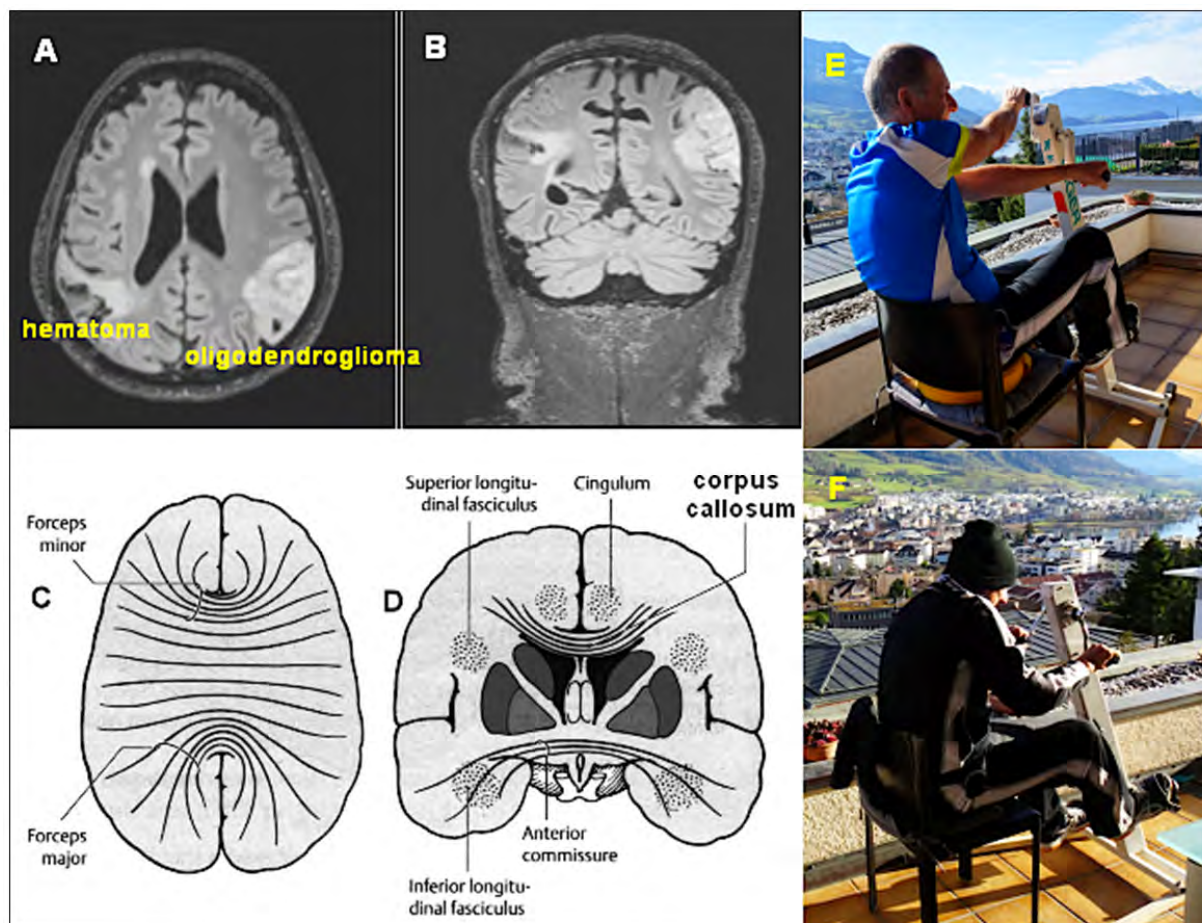 A
B
hematoma
oligodendroglioma
E
F
Forceps
minor
C
Forceps
major
D
Superior longitu-
dinal fasciculus
Cingulum
corpus
callosum
Anterior
commissure
Inferior longitu-
dinal fasciculus